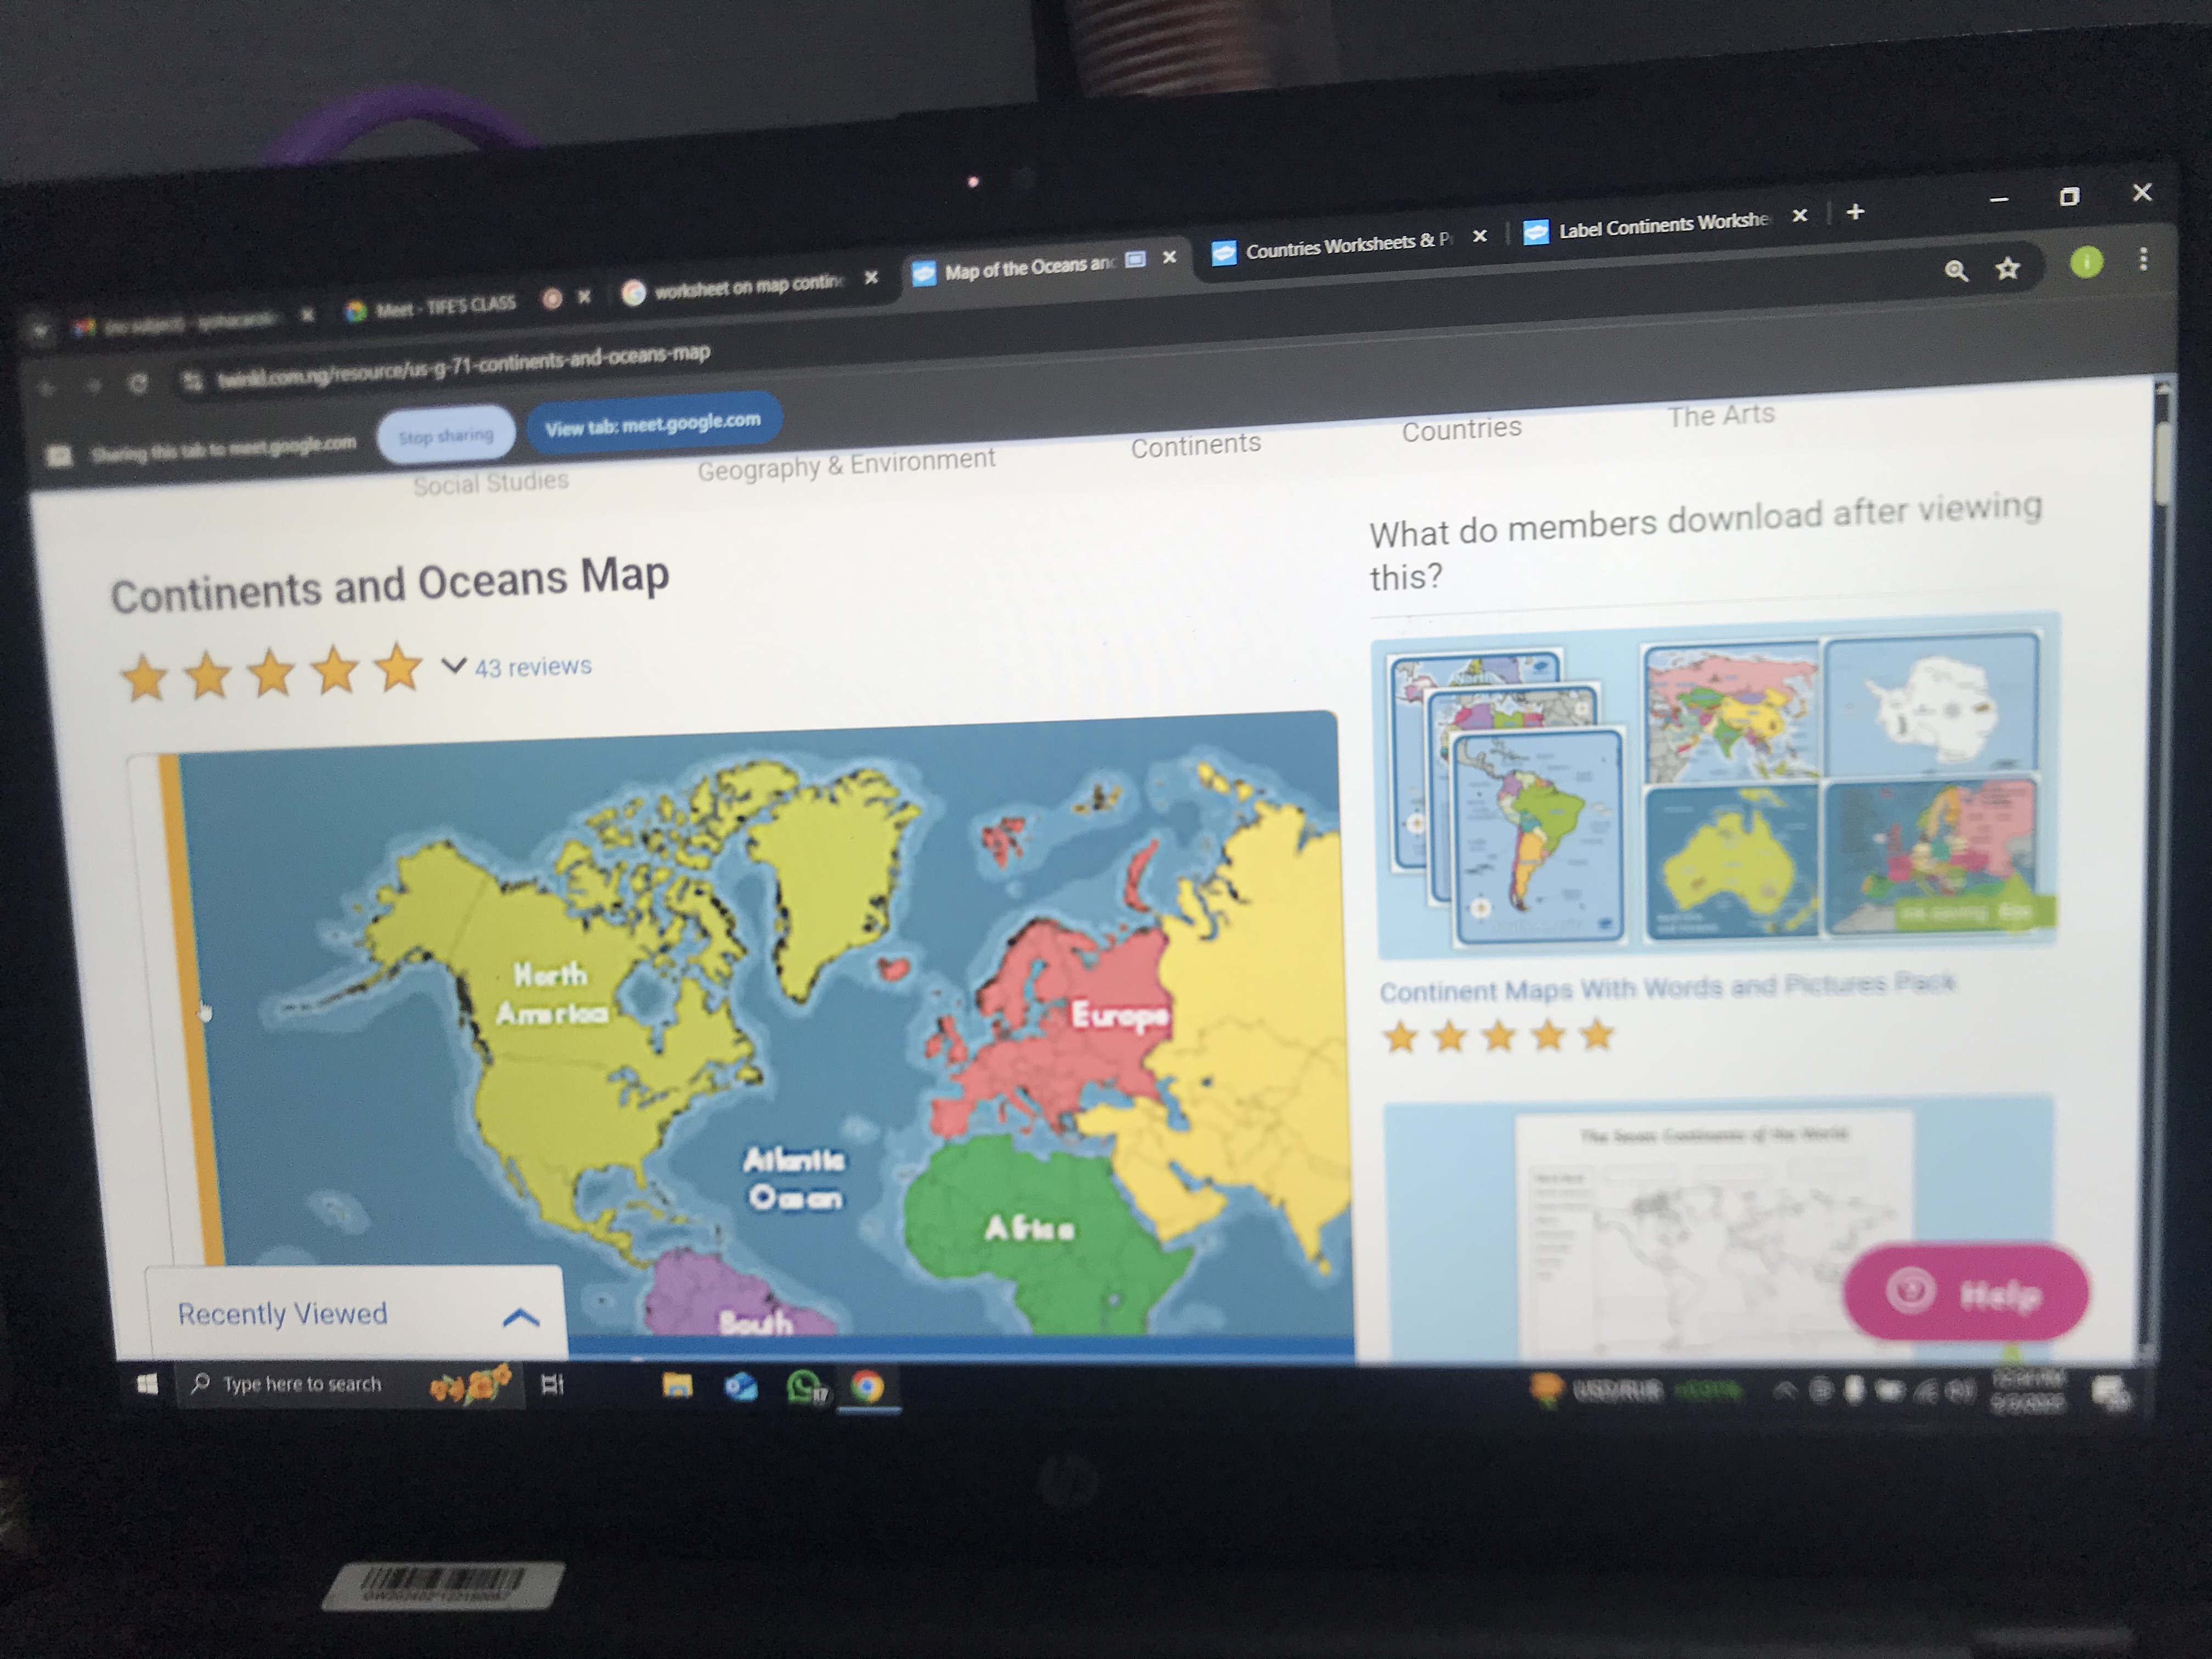 Meet - TIFE'S CLASS
worksheet on map contin
Map of the Oceans an
Countries Worksheets & P
Label Continents Workshe
twinkl.com.ng/resource/us-g-71-continents-and-oceans-map
Sharing this tab to meet.google.com
Stop sharing
View tab: meet.google.com
Social Studies
Geography & Environment
Continents
Countries
The Arts
Continents and Oceans Map
43 reviews
What do members download after viewing
this?
North
America
Europe
Atlantic
Ocean
Africa
South
Continent Maps With Words and Pictures Pack
The Seven Continents of the World
Help
Recently Viewed
Type here to search
USD/RUB